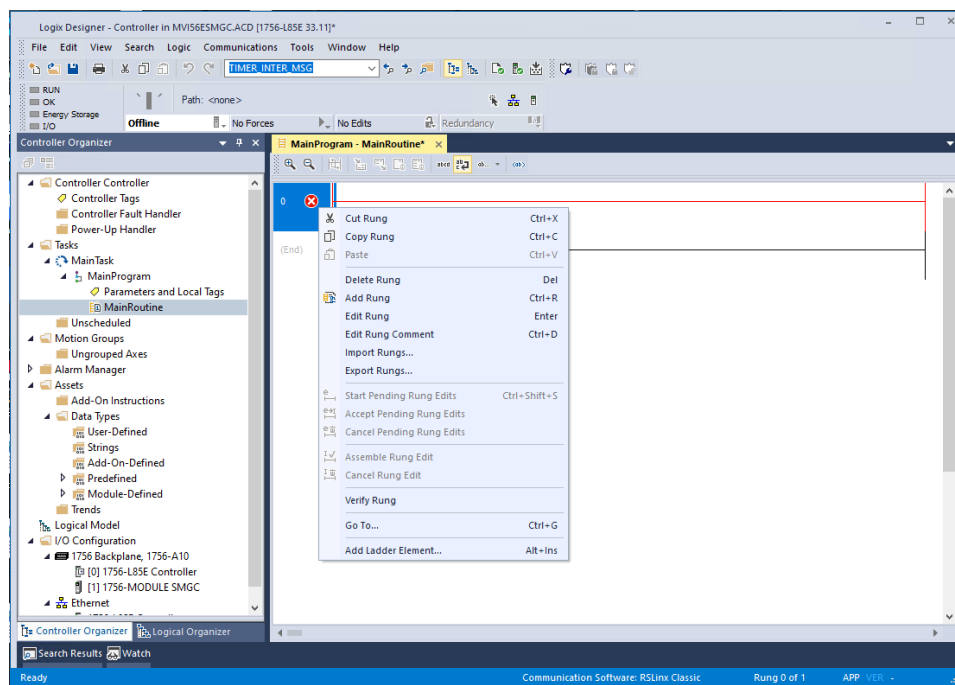 Logix Designer - Controller in MVI56ESMGC.ACD [1756-L85E 33.11]*
File Edit View Search Logic Communications Tools Window Help
TIMER_INTER_MSG
RUN
OK
Energy Storage
I/O
Path: <none>
Offline No Forces No Edits Redundancy
Controller Organizer
MainProgram - MainRoutine*
Controller Controller
Controller Tags
Controller Fault Handler
Power-Up Handler
Tasks
MainTask
MainProgram
Parameters and Local Tags
MainRoutine
Unscheduled
Motion Groups
Ungrouped Axes
Alarm Manager
Assets
Add-On Instructions
Data Types
User-Defined
Strings
Add-On-Defined
Predefined
Module-Defined
Trends
Logical Model
I/O Configuration
1756 Backplane, 1756-A10
[0] 1756-L85E Controller
[1] 1756-MODULE SMGC
Ethernet
Controller Organizer Logical Organizer
abcd ab.. <ab>
0
(End)
Cut Rung Ctrl+X
Copy Rung Ctrl+C
Paste Ctrl+V
Delete Rung Del
Add Rung Ctrl+R
Edit Rung Enter
Edit Rung Comment Ctrl+D
Import Rungs...
Export Rungs...
Start Pending Rung Edits Ctrl+Shift+S
Accept Pending Rung Edits
Cancel Pending Rung Edits
Assemble Rung Edit
Cancel Rung Edit
Verify Rung
Go To... Ctrl+G
Add Ladder Element... Alt+Ins
Search Results Watch
Ready Communication Software: RSLinx Classic Rung 0 of 1 APP VER -